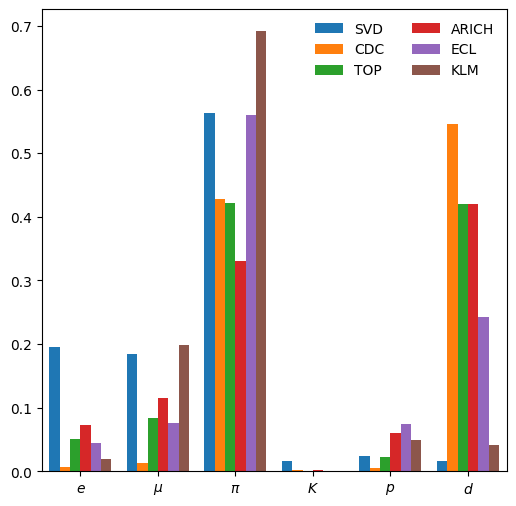 0.7
0.6
0.5
0.4
0.3
0.2
0.1
0.0
SVD
CDC
TOP
ARICH
ECL
KLM
e μ π K p d